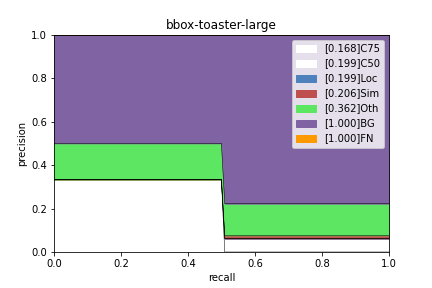 bbox-toaster-large
1.0
0.8
0.6
0.4
0.2
0.0
precision
[0.168]C75
[0.199]C50
[0.199]Loc
[0.206]Sim
[0.362]Oth
[1.000]BG
[1.000]FN
0.0 0.2 0.4 0.6 0.8 1.0
recall